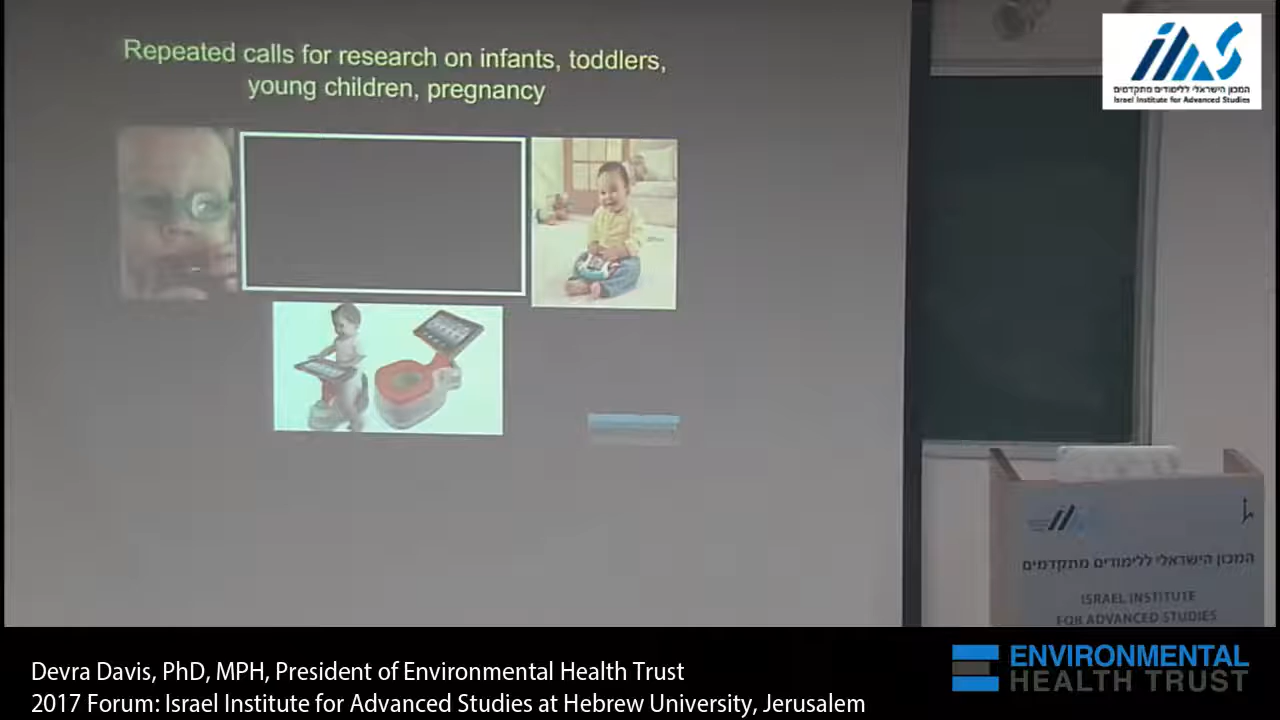 Repeated calls for research on infants, toddlers,
young children, pregnancy
המכון הישראלי ללימודים מתקדמים
Israel Institute for Advanced Studies
המכון הישראלי ללימודים מתקדמים
ISRAEL INSTITUTE
FOR ADVANCED STUDIES
Devra Davis, PhD, MPH, President of Environmental Health Trust
2017 Forum: Israel Institute for Advanced Studies at Hebrew University, Jerusalem
ENVIRONMENTAL
HEALTH TRUST